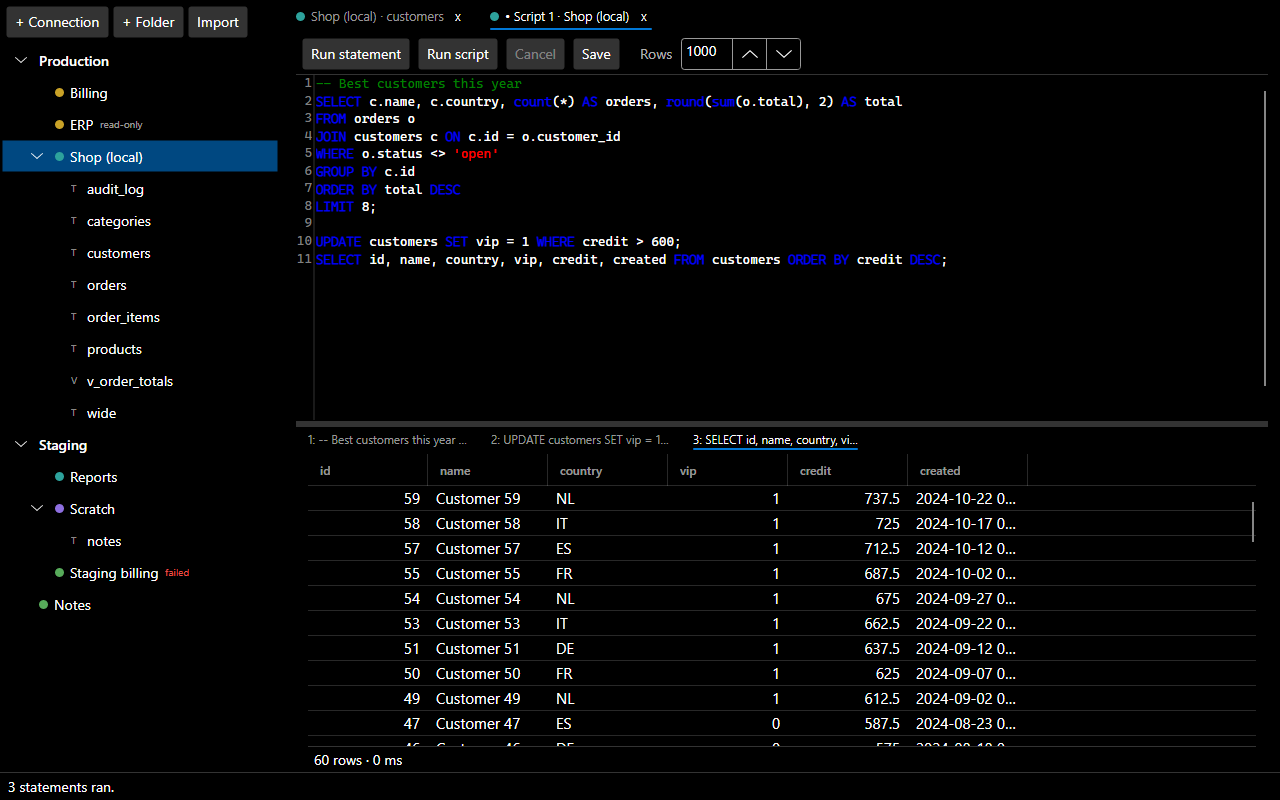 + Connection
+ Folder
Import
Production
Billing
ERP read-only
Shop (local)
T audit_log
T categories
T customers
T orders
T order_items
T products
V v_order_totals
T wide
Staging
Reports
Scratch
T notes
Staging billing failed
Notes
Shop (local) · customers x
• Script 1 · Shop (local) x
Run statement
Run script
Cancel
Save
Rows 1000
1 -- Best customers this year
2 SELECT c.name, c.country, count(*) AS orders, round(sum(o.total), 2) AS total
3 FROM orders o
4 JOIN customers c ON c.id = o.customer_id
5 WHERE o.status <> 'open'
6 GROUP BY c.id
7 ORDER BY total DESC
8 LIMIT 8;
9
10 UPDATE customers SET vip = 1 WHERE credit > 600;
11 SELECT id, name, country, vip, credit, created FROM customers ORDER BY credit DESC;
1: -- Best customers this year ...
2: UPDATE customers SET vip = 1...
3: SELECT id, name, country, vi...
id name country vip credit created
59 Customer 59 NL 1 737.5 2024-10-22 0...
58 Customer 58 IT 1 725 2024-10-17 0...
57 Customer 57 ES 1 712.5 2024-10-12 0...
55 Customer 55 FR 1 687.5 2024-10-02 0...
54 Customer 54 NL 1 675 2024-09-27 0...
53 Customer 53 IT 1 662.5 2024-09-22 0...
51 Customer 51 DE 1 637.5 2024-09-12 0...
50 Customer 50 FR 1 625 2024-09-07 0...
49 Customer 49 NL 1 612.5 2024-09-02 0...
47 Customer 47 ES 0 587.5 2024-08-23 0...
60 rows · 0 ms
3 statements ran.